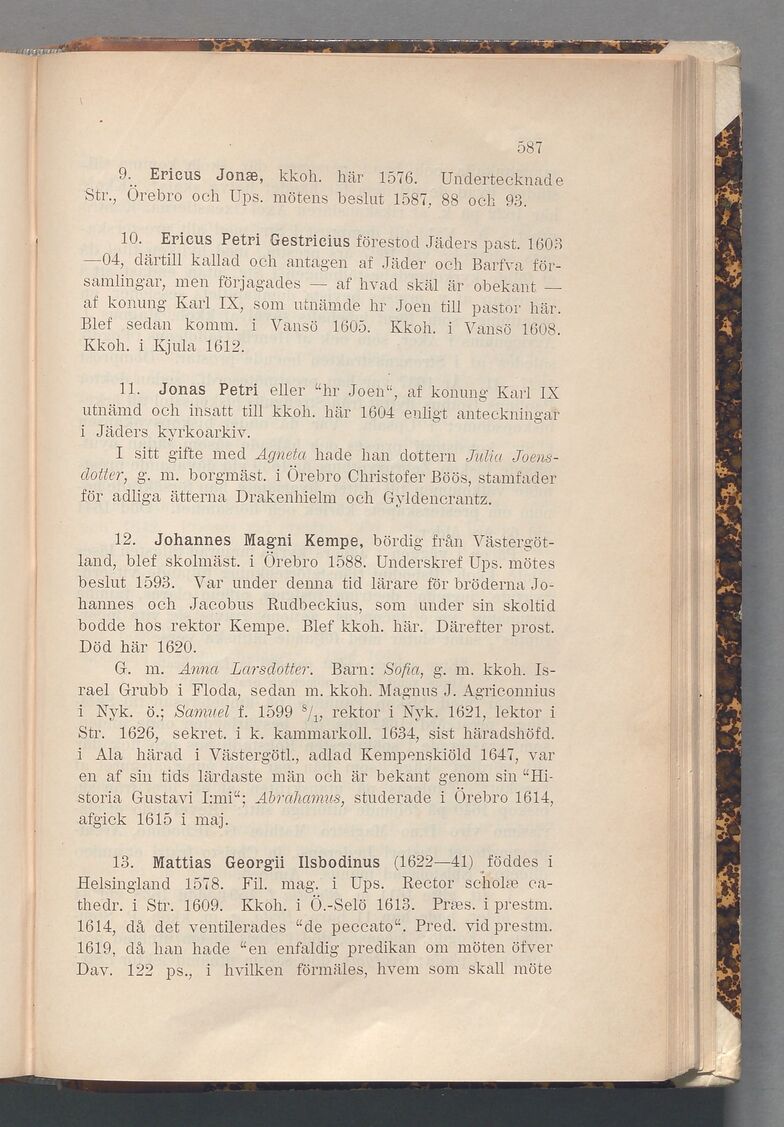 587
9. Ericus Jonæ, kkoh. här 1576. Undertecknade
Str., Örebro och Ups. mötens beslut 1587, 88 och 93.
10. Ericus Petri Gestricius förestod Jäders past. 1603
—04, därtill kallad och antagen af Jäder och Barfva för-
samlingar, men förjagades — af hvad skäl är obekant —
af konung Karl IX, som utnämde hr Joen till pastor här.
Blef sedan komm. i Vansö 1605. Kkoh. i Vansö 1608.
Kkoh. i Kjula 1612.
11. Jonas Petri eller “hr Joen“, af konung Karl IX
utnämd och insatt till kkoh. här 1604 enligt anteckningar
i Jäders kyrkoarkiv.
I sitt gifte med Agneta hade han dottern Julia Joens-
dotter, g. m. borgmäst. i Örebro Christofer Böös, stamfader
för adliga ätterna Drakenhielm och Gyldencrantz.
12. Johannes Magni Kempe, bördig från Västergöt-
land, blef skolmäst. i Örebro 1588. Underskref Ups. mötes
beslut 1593. Var under denna tid lärare för bröderna Jo-
hannes och Jacobus Rudbeckius, som under sin skoltid
bodde hos rektor Kempe. Blef kkoh. här. Därefter prost.
Död här 1620.
G. m. Anna Larsdotter. Barn: Sofia, g. m. kkoh. Is-
rael Grubb i Floda, sedan m. kkoh. Magnus J. Agriconnius
i Nyk. ö.; Samuel f. 1599 8/1, rektor i Nyk. 1621, lektor i
Str. 1626, sekret. i k. kammarkoll. 1634, sist häradshöfd.
i Ala härad i Västergötl., adlad Kempenskiöld 1647, var
en af sin tids lärdaste män och är bekant genom sin “Hi-
storia Gustavi I:mi“; Abrahamus, studerade i Örebro 1614,
afgick 1615 i maj.
13. Mattias Georgii Ilsbodinus (1622—41) föddes i
Helsingland 1578. Fil. mag. i Ups. Rector scholæ ca-
thedr. i Str. 1609. Kkoh. i Ö.-Selö 1613. Præs. i prestm.
1614, då det ventilerades “de peccato“. Pred. vid prestm.
1619, då han hade “en enfaldig predikan om möten öfver
Dav. 122 ps., i hvilken förmäles, hvem som skall möte